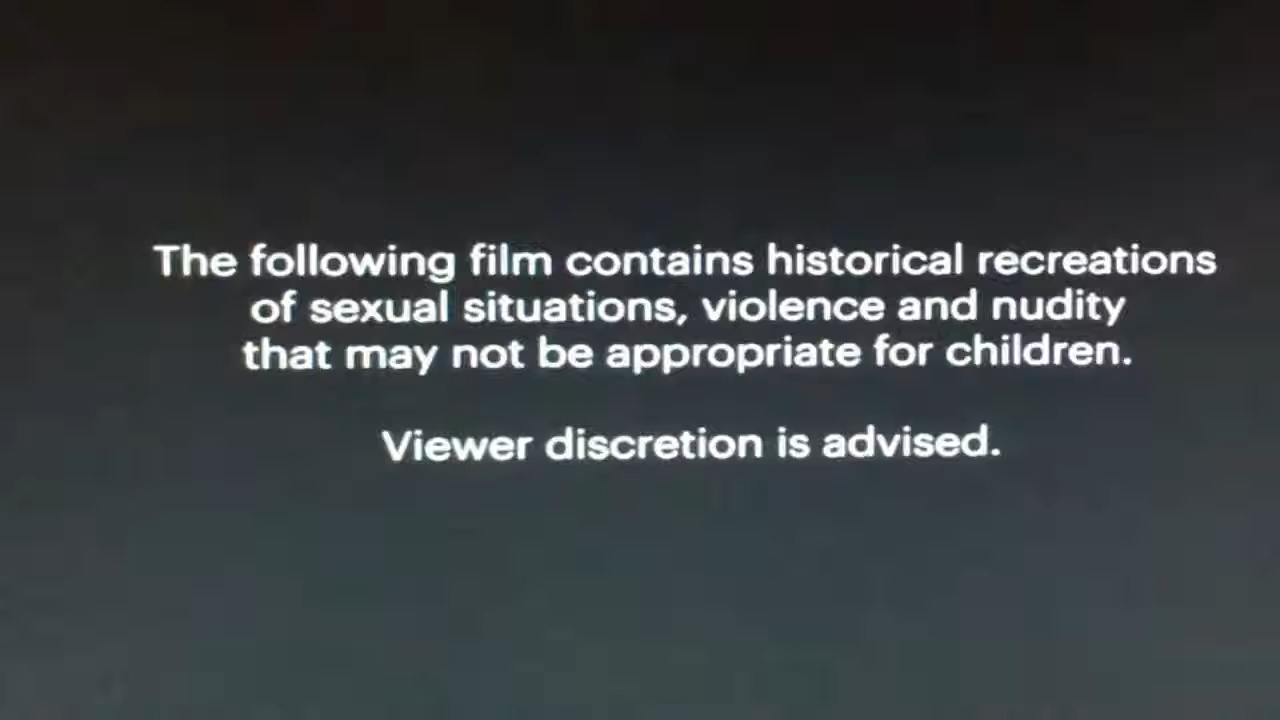 The following film contains historical recreations
of sexual situations, violence and nudity
that may not be appropriate for children.
Viewer discretion is advised.